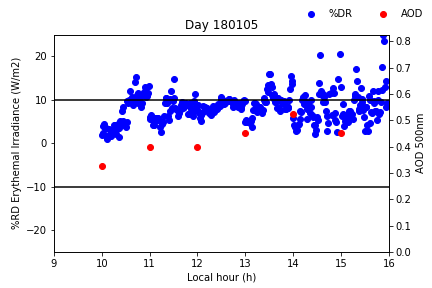 %DR AOD
Day 180105
%RD Erythermal Irradiance (W/m2)
20
10
0
−10
−20
0.8
0.7
0.6
0.5
0.4
0.3
0.2
0.1
0.0
AOD 500nm
9 10 11 12 13 14 15 16
Local hour (h)